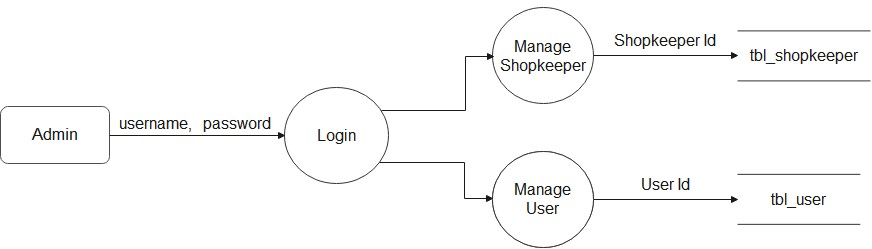 Admin
username, password
Login
Manage
Shopkeeper
Shopkeeper Id
tbl_shopkeeper
Manage
User
User Id
tbl_user